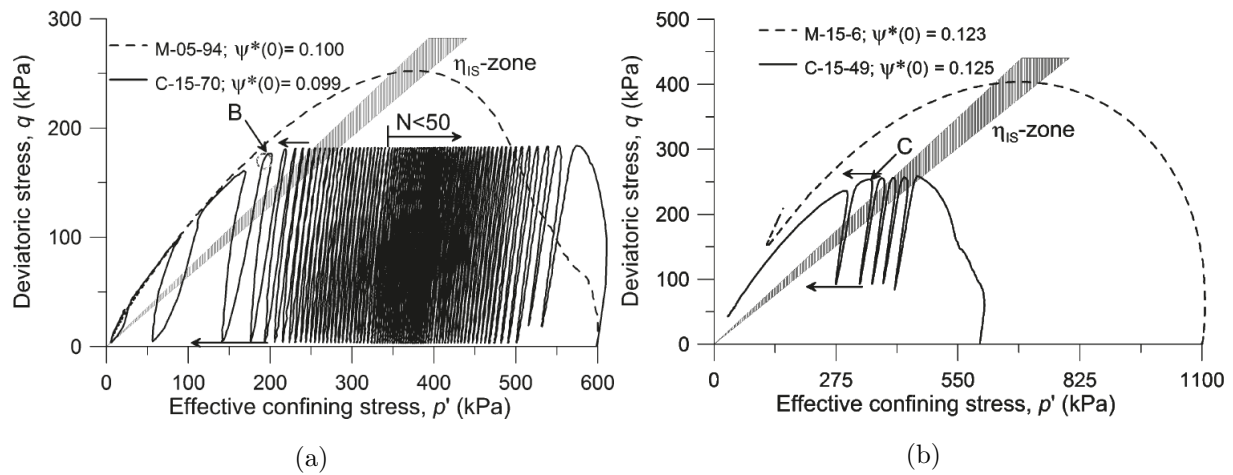 300
250
200
150
100
50
0
Deviatoric stress, q (kPa)
M-05-94; ψ*(0)= 0.100
C-15-70; ψ*(0)= 0.099
ηIS-zone
B
N<50
0 100 200 300 400 500 600
Effective confining stress, p' (kPa)
(a)
500
400
300
200
100
0
Deviatoric stress, q (kPa)
M-15-6; ψ*(0)= 0.123
C-15-49; ψ*(0)= 0.125
ηIS-zone
C
0 275 550 825 1100
Effective confining stress, p' (kPa)
(b)